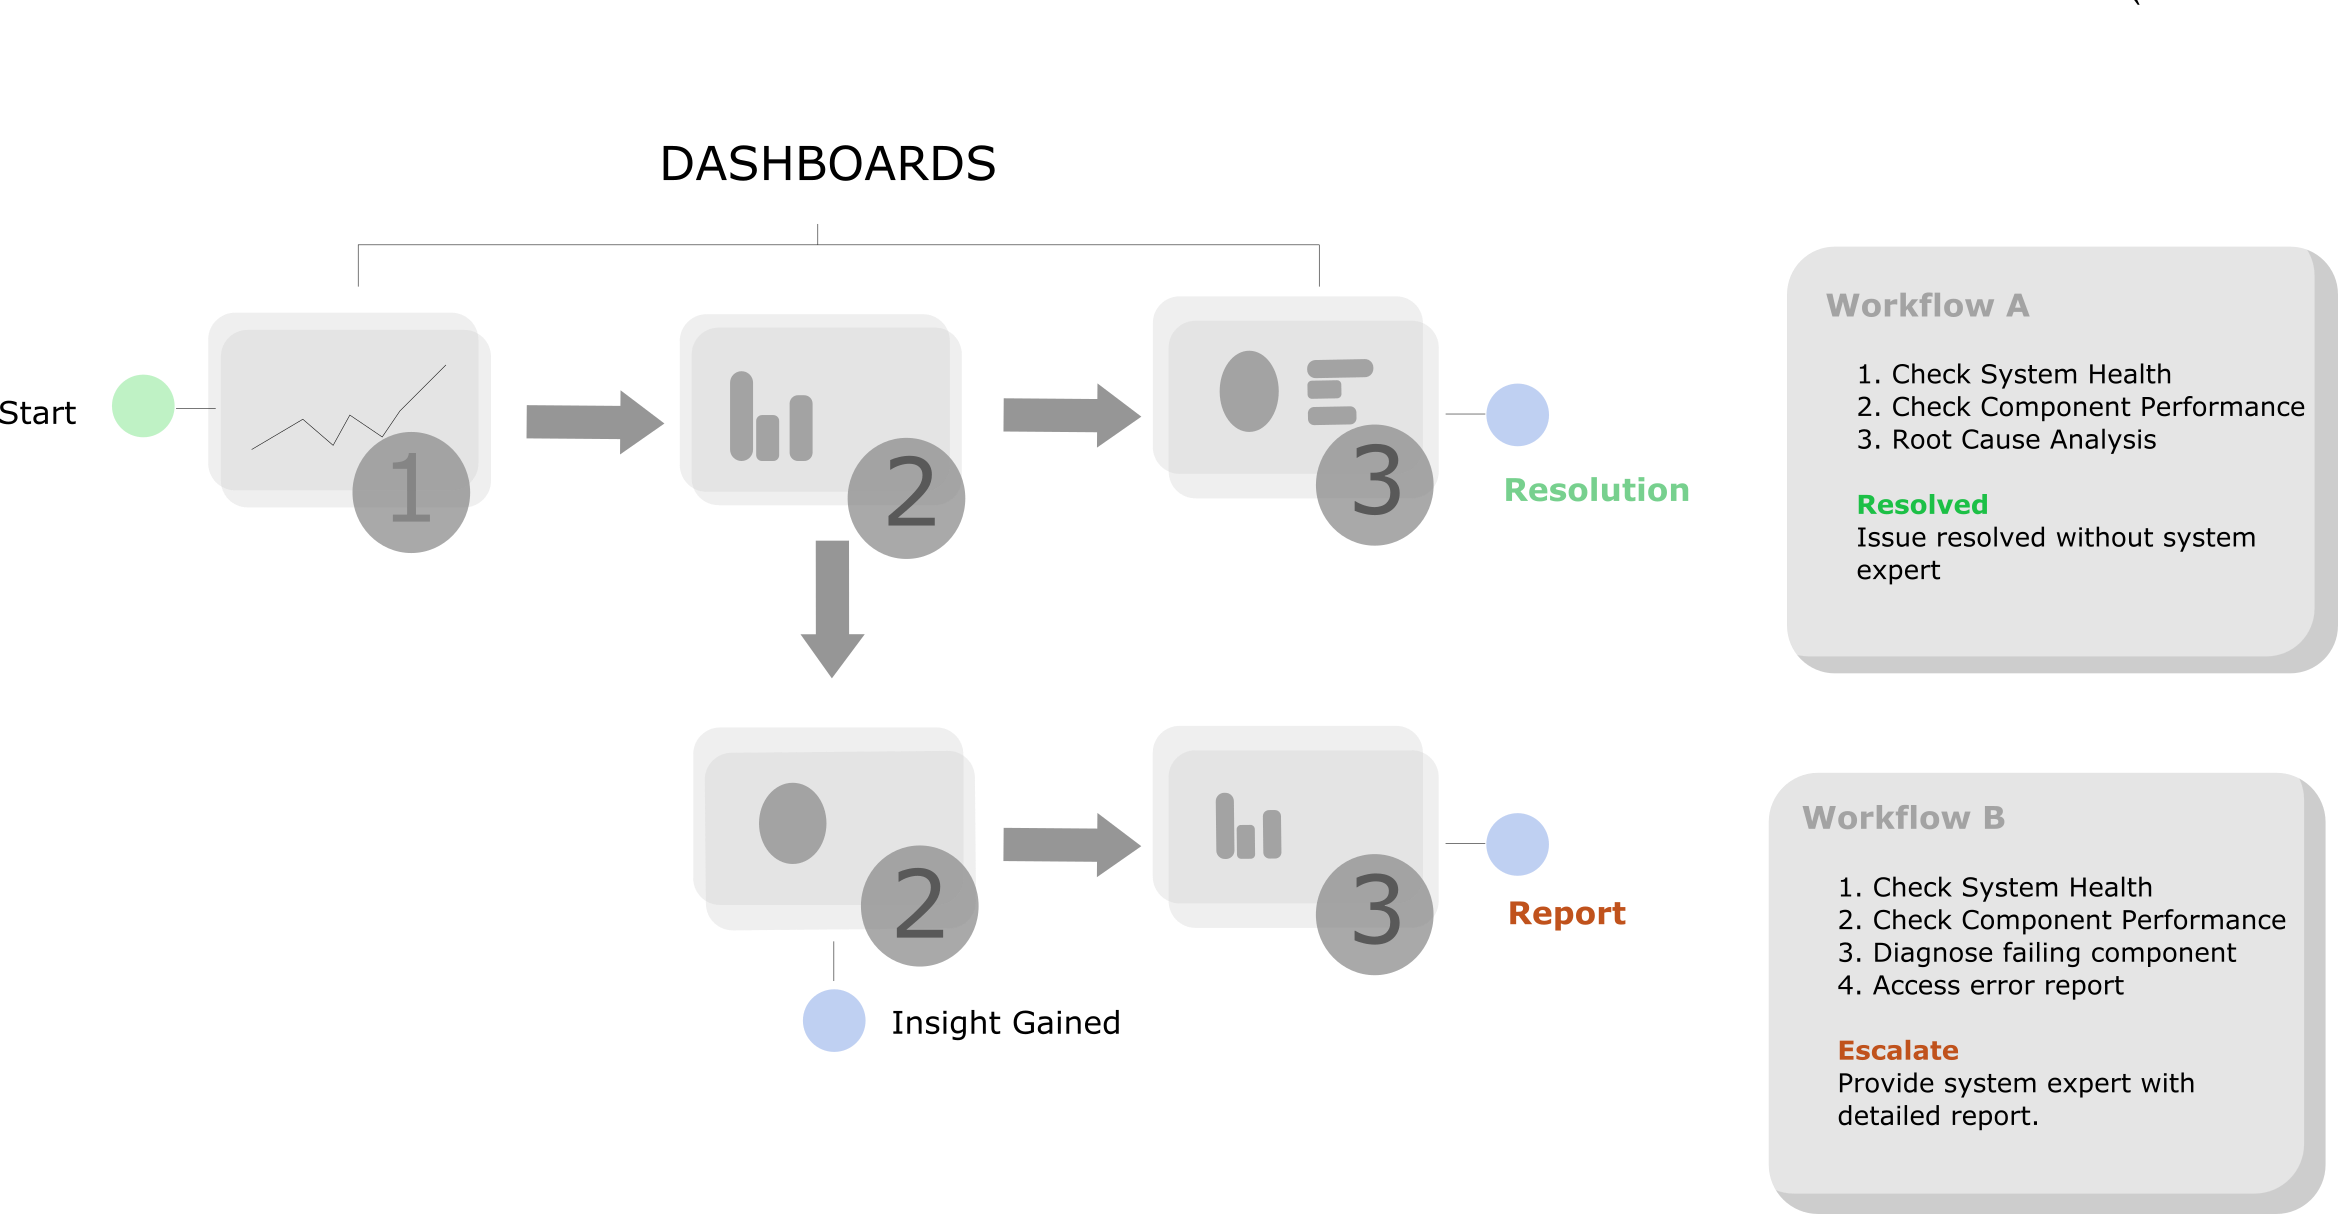 DASHBOARDS
Start
1
2
3
Resolution
2
3
Report
Insight Gained
Workflow A
1. Check System Health
2. Check Component Performance
3. Root Cause Analysis
Resolved
Issue resolved without system
expert
Workflow B
1. Check System Health
2. Check Component Performance
3. Diagnose failing component
4. Access error report
Escalate
Provide system expert with
detailed report.